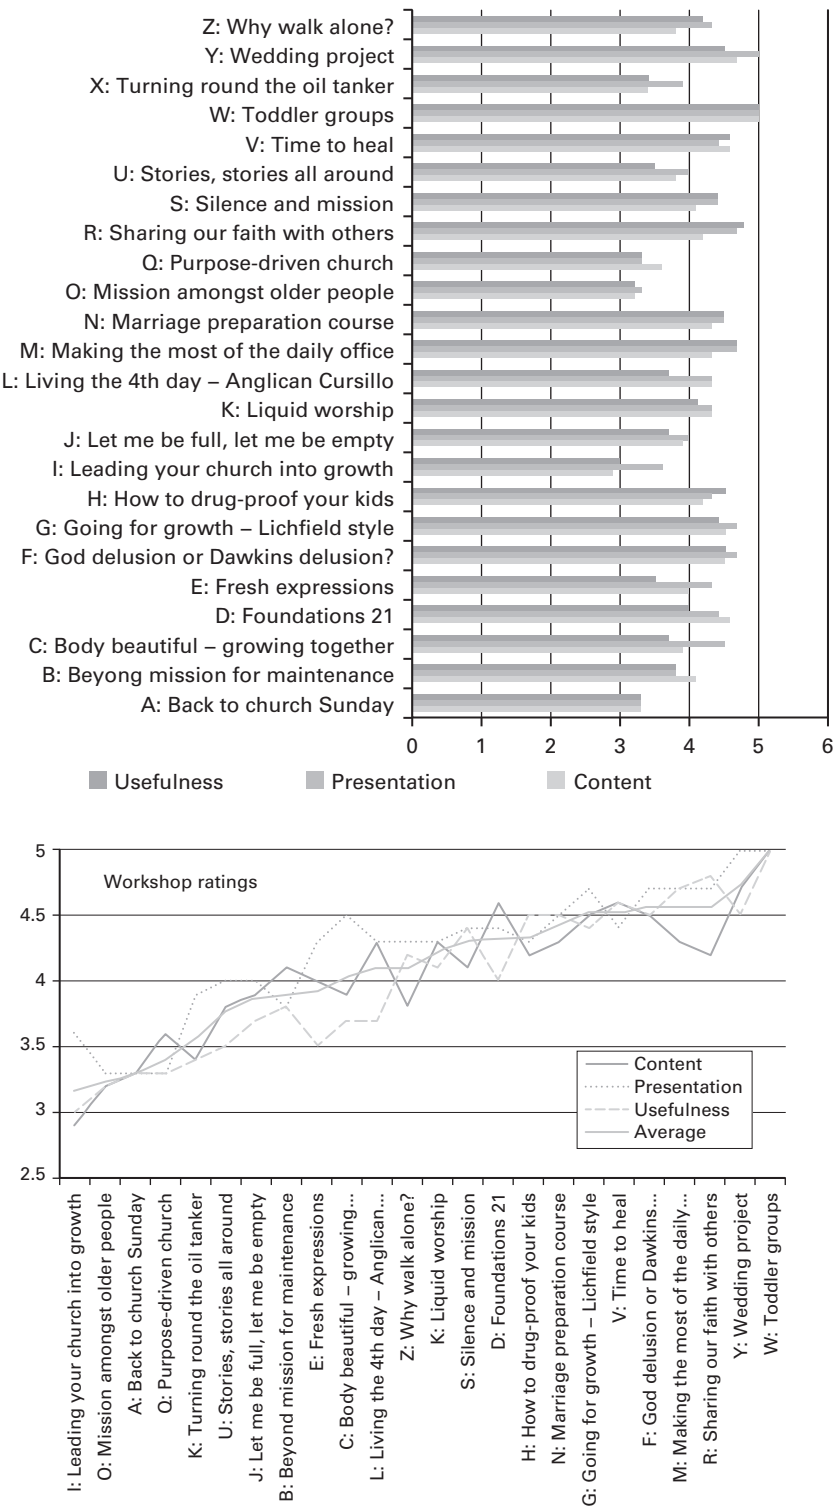 Z: Why walk alone?
Y: Wedding project
X: Turning round the oil tanker
W: Toddler groups
V: Time to heal
U: Stories, stories all around
S: Silence and mission
R: Sharing our faith with others
Q: Purpose-driven church
O: Mission amongst older people
N: Marriage preparation course
M: Making the most of the daily office
L: Living the 4th day – Anglican Cursillo
K: Liquid worship
J: Let me be full, let me be empty
I: Leading your church into growth
H: How to drug-proof your kids
G: Going for growth – Lichfield style
F: God delusion or Dawkins delusion?
E: Fresh expressions
D: Foundations 21
C: Body beautiful – growing together
B: Beyong mission for maintenance
A: Back to church Sunday
0 1 2 3 4 5 6
Usefulness Presentation Content
Workshop ratings
5
4.5
4
3.5
3
2.5
Content
Presentation
Usefulness
Average
I: Leading your church into growth
O: Mission amongst older people
A: Back to church Sunday
Q: Purpose-driven church
K: Turning round the oil tanker
U: Stories, stories all around
J: Let me be full, let me be empty
B: Beyond mission for maintenance
E: Fresh expressions
C: Body beautiful – growing...
L: Living the 4th day – Anglican...
Z: Why walk alone?
K: Liquid worship
S: Silence and mission
D: Foundations 21
H: How to drug-proof your kids
N: Marriage preparation course
G: Going for growth – Lichfield style
V: Time to heal
F: God delusion or Dawkins...
M: Making the most of the daily...
R: Sharing our faith with others
Y: Wedding project
W: Toddler groups